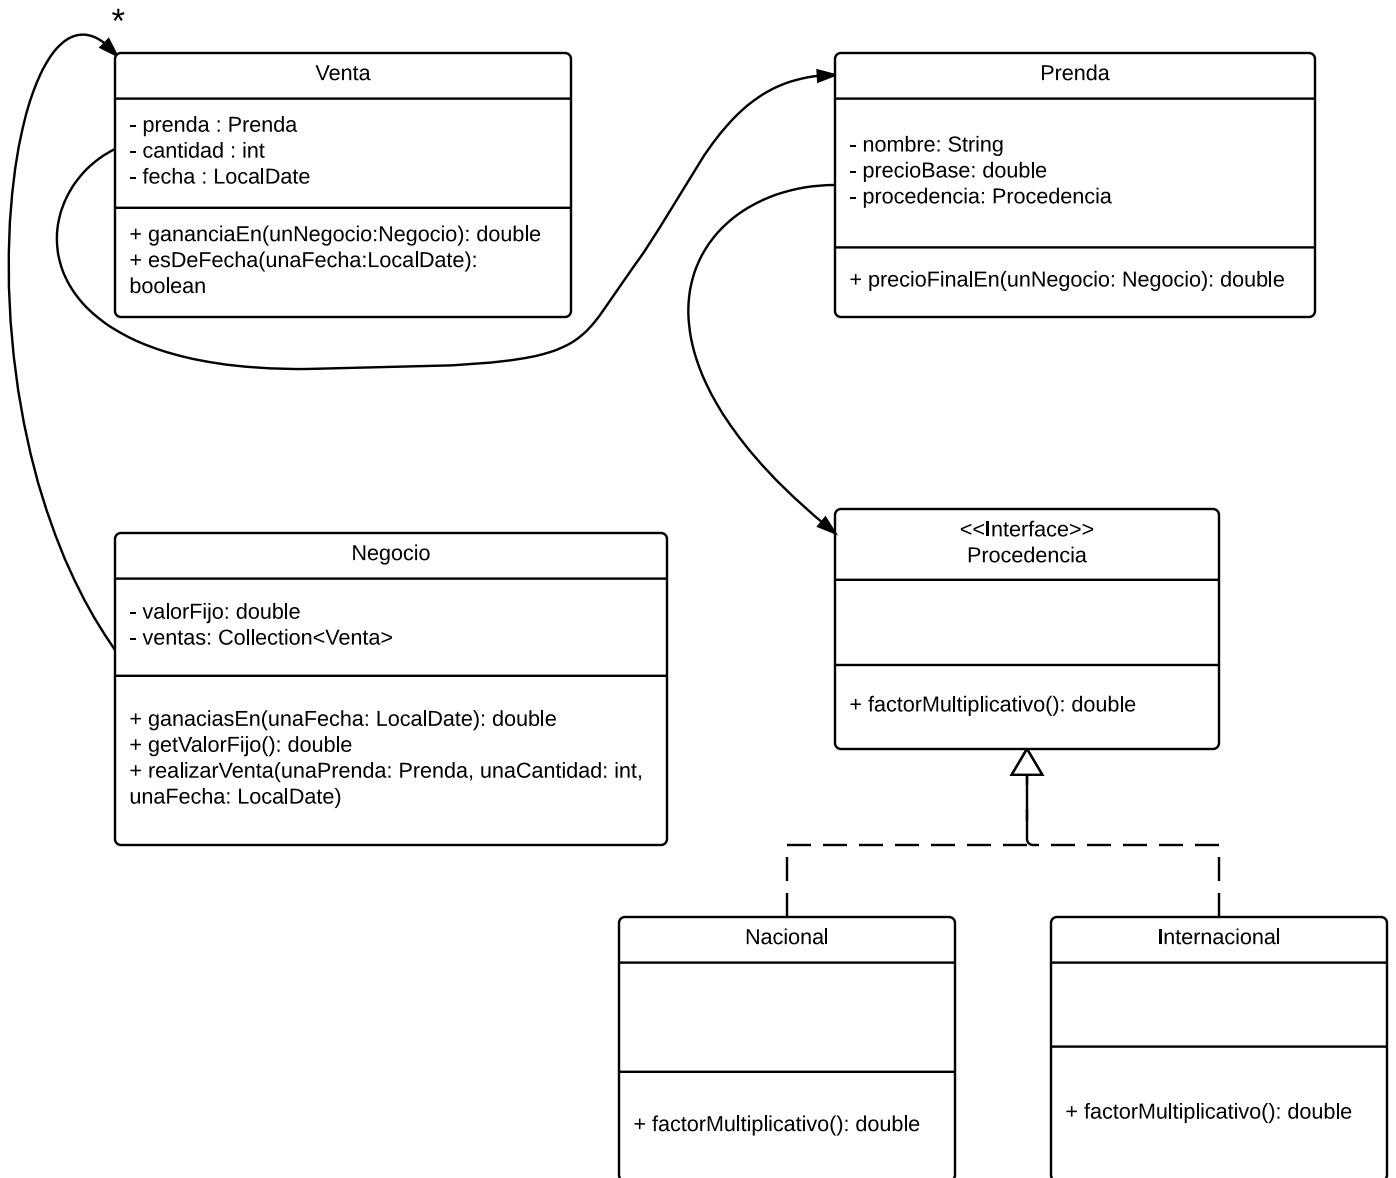 *
Venta
- prenda : Prenda
- cantidad : int
- fecha : LocalDate
+ gananciaEn(unNegocio:Negocio): double
+ esDeFecha(unaFecha:LocalDate):
boolean
Prenda
- nombre: String
- precioBase: double
- procedencia: Procedencia
+ precioFinalEn(unNegocio: Negocio): double
Negocio
- valorFijo: double
- ventas: Collection<Venta>
+ ganaciasEn(unaFecha: LocalDate): double
+ getValorFijo(): double
+ realizarVenta(unaPrenda: Prenda, unaCantidad: int,
unaFecha: LocalDate)
<<Interface>>
Procedencia
+ factorMultiplicativo(): double
Nacional
+ factorMultiplicativo(): double
Internacional
+ factorMultiplicativo(): double